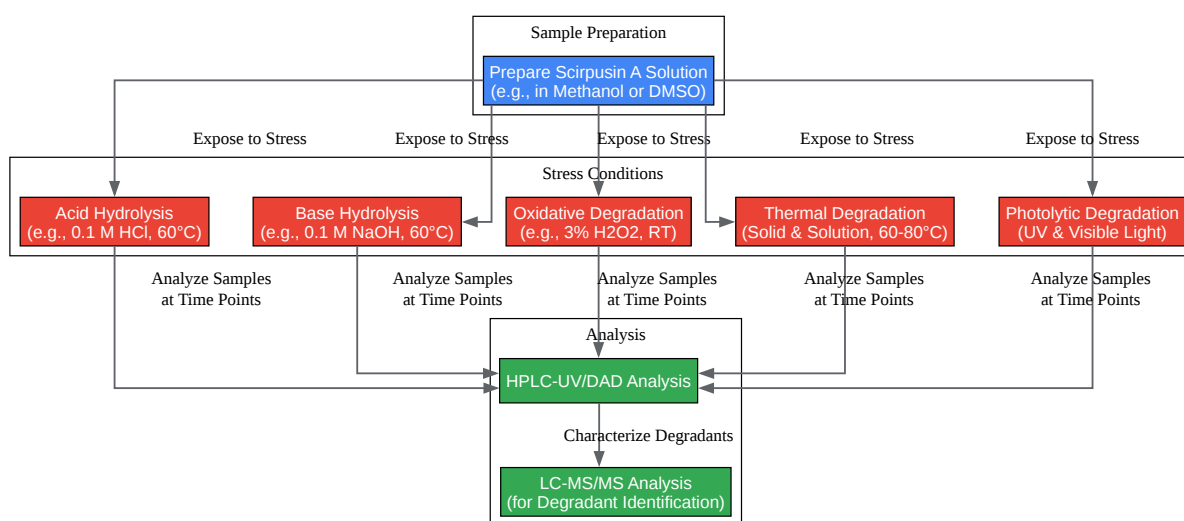 Sample Preparation
Prepare Scirpusin A Solution
(e.g., in Methanol or DMSO)
Expose to Stress
Expose to Stress
Expose to Stress
Expose to Stress
Expose to Stress
Stress Conditions
Acid Hydrolysis
(e.g., 0.1 M HCl, 60°C)
Base Hydrolysis
(e.g., 0.1 M NaOH, 60°C)
Oxidative Degradation
(e.g., 3% H2O2, RT)
Thermal Degradation
(Solid & Solution, 60-80°C)
Photolytic Degradation
(UV & Visible Light)
Analyze Samples
at Time Points
Analyze Samples
at Time Points
Analyze Samples
at Time Points
Analyze Samples
at Time Points
Analyze Samples
at Time Points
Analysis
HPLC-UV/DAD Analysis
Characterize Degradants
LC-MS/MS Analysis
(for Degradant Identification)